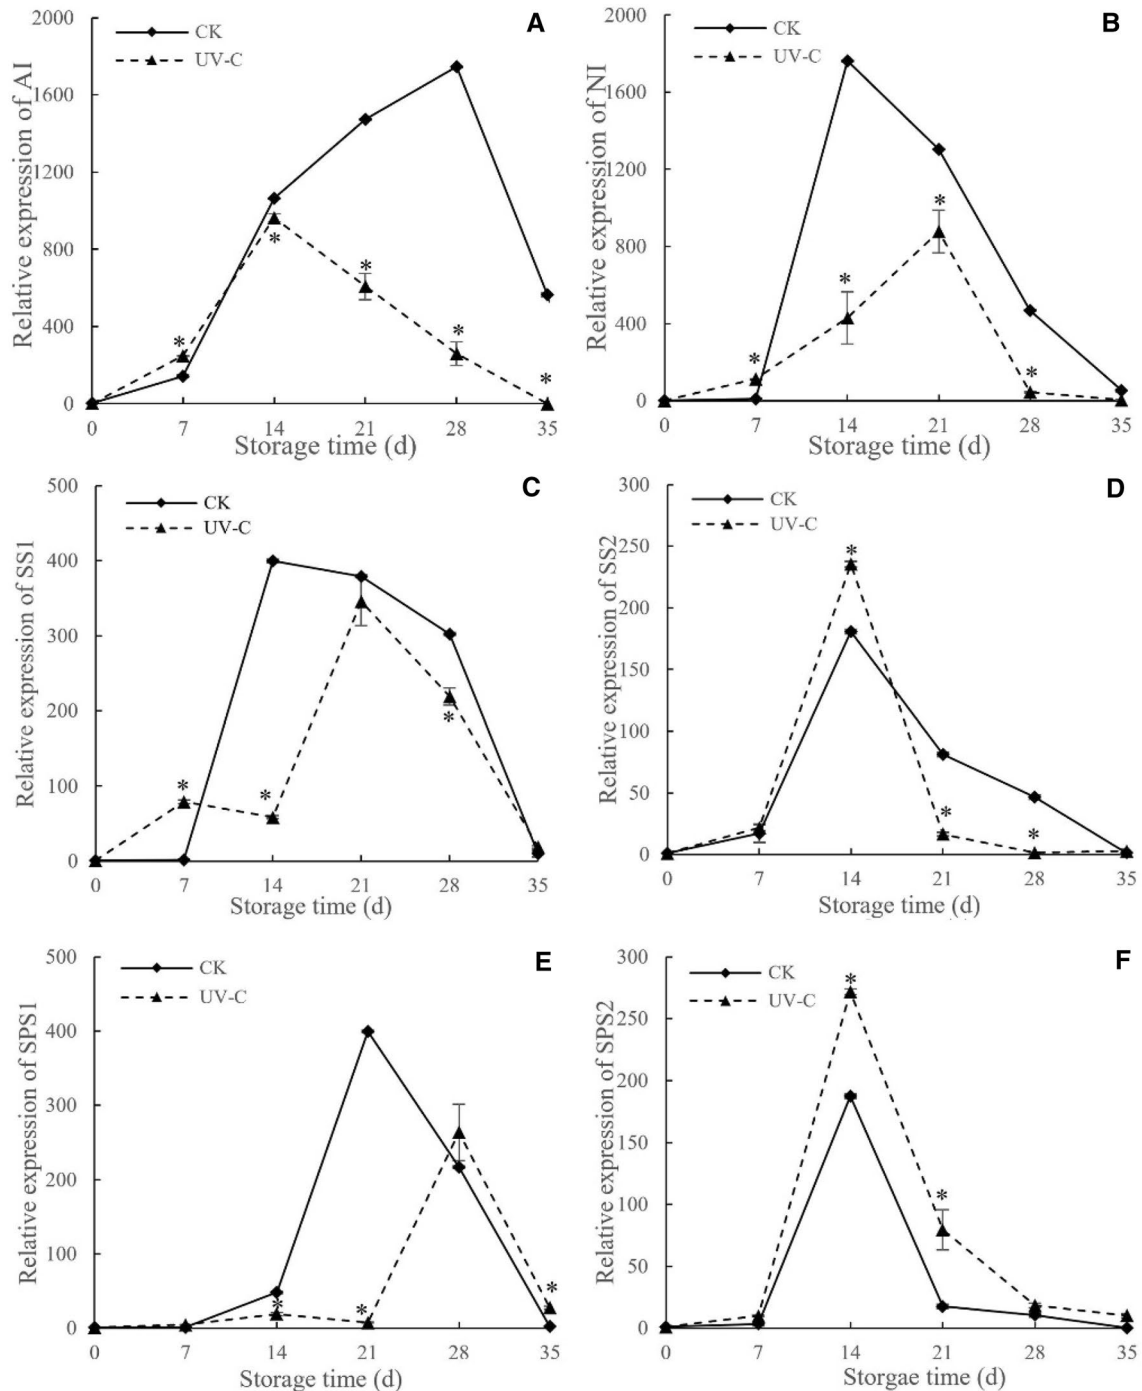 A
CK
UV-C
Relative expression of AI
2000
1600
1200
800
400
0
*
*
*
*
*
0 7 14 21 28 35
Storage time (d)
B
CK
UV-C
Relative expression of NI
2000
1600
1200
800
400
0
*
*
*
*
0 7 14 21 28 35
Storage time (d)
C
CK
UV-C
Relative expression of SS1
500
400
300
200
100
0
*
*
*
0 7 14 21 28 35
Storage time (d)
D
CK
UV-C
Relative expression of SS2
300
250
200
150
100
50
0
*
*
*
0 7 14 21 28 35
Storage time (d)
E
CK
UV-C
Relative expression of SPS1
500
400
300
200
100
0
*
*
*
0 7 14 21 28 35
Storage time (d)
F
CK
UV-C
Relative expression of SPS2
300
250
200
150
100
50
0
*
*
0 7 14 21 28 35
Storgae time (d)